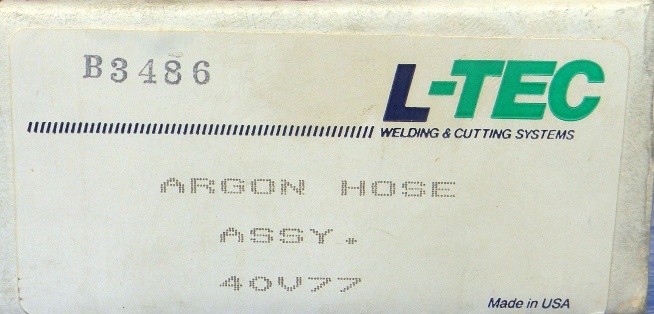 B3486
L-TEC
WELDING & CUTTING SYSTEMS
ARGON HOSE
ASSY.
40V77
Made in USA